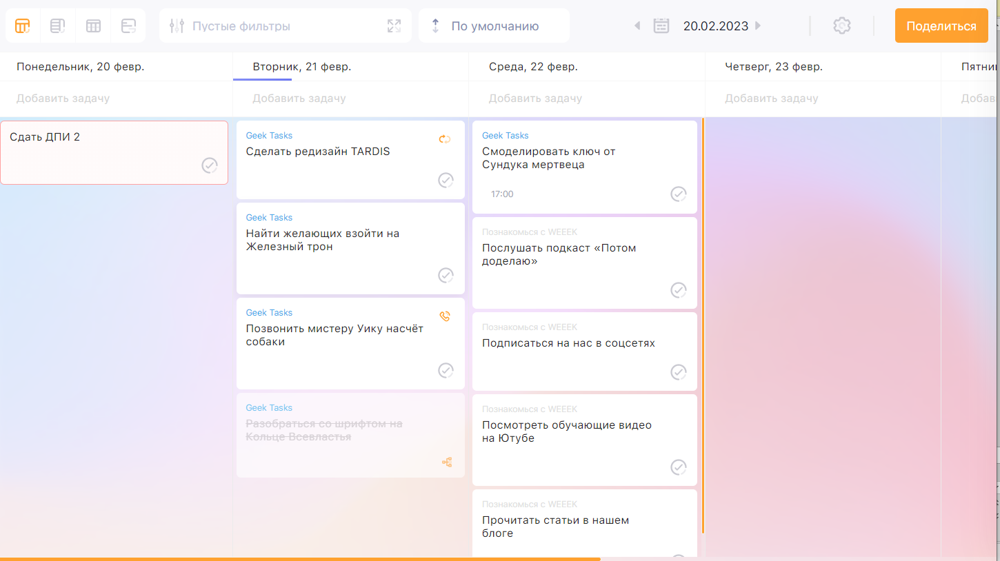 Пустые фильтры
По умолчанию
20.02.2023
Поделиться
Понедельник, 20 февр.
Вторник, 21 февр.
Среда, 22 февр.
Четверг, 23 февр.
Добавить задачу
Добавить задачу
Добавить задачу
Добавить задачу
Сдать ДПИ 2
Geek Tasks
Сделать редизайн TARDIS
Geek Tasks
Найти желающих взойти на
Железный трон
Geek Tasks
Позвонить мистеру Уику насчёт
собаки
Geek Tasks
Разобраться со шрифтом на
Кольце Всевластья
Geek Tasks
Смоделировать ключ от
Сундука мертвеца
17:00
Познакомься с WEEEK
Послушать подкаст «Потом
доделаю»
Познакомься с WEEEK
Подписаться на нас в соцсетях
Познакомься с WEEEK
Посмотреть обучающие видео
на Ютубе
Познакомься с WEEEK
Прочитать статьи в нашем
блоге